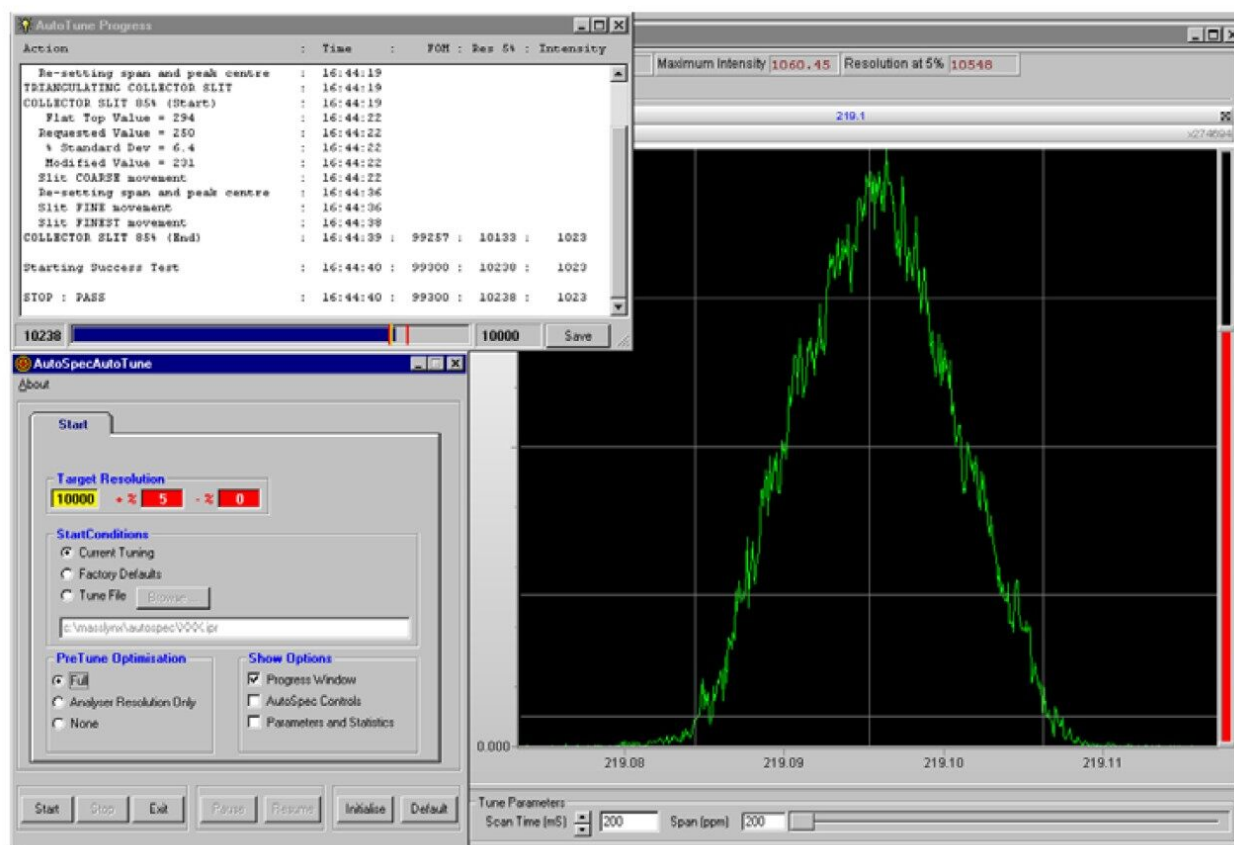 AutoTune Progress
Action : Time : FOM : Res 5% : Intensity
Re-setting span and peak centre : 16:44:19
TRIANGULATING COLLECTOR SLIT : 16:44:19
COLLECTOR SLIT 85% (Start) : 16:44:19
Flat Top Value = 294 : 16:44:22
Requested Value = 250 : 16:44:22
% Standard Dev = 6.4 : 16:44:22
Modified Value = 231 : 16:44:22
Slit COARSE movement : 16:44:22
Re-setting span and peak centre : 16:44:36
Slit FINE movement : 16:44:36
Slit FINEST movement : 16:44:38
COLLECTOR SLIT 85% (End) : 16:44:39 : 99257 : 10133 : 1023
Starting Success Test : 16:44:40 : 99300 : 10238 : 1023
STOP : PASS : 16:44:40 : 99300 : 10238 : 1023
10238 10000 Save
Maximum Intensity 1060.45 Resolution at 5% 10548
219.1
x274694
AutoSpecAutoTune
About
Start
Target Resolution
10000 + % 5 - % 0
StartConditions
Current Tuning
Factory Defaults
Tune File Browse ...
c:\masslynx\autospec\XXX.ipr
PreTune Optimisation
Full
Analyser Resolution Only
None
Show Options
Progress Window
AutoSpec Controls
Parameters and Statistics
Start Stop Exit Pause Resume Initialise Default
0.000
219.08 219.09 219.10 219.11
Tune Parameters
Scan Time (mS) 200 Span (ppm) 200